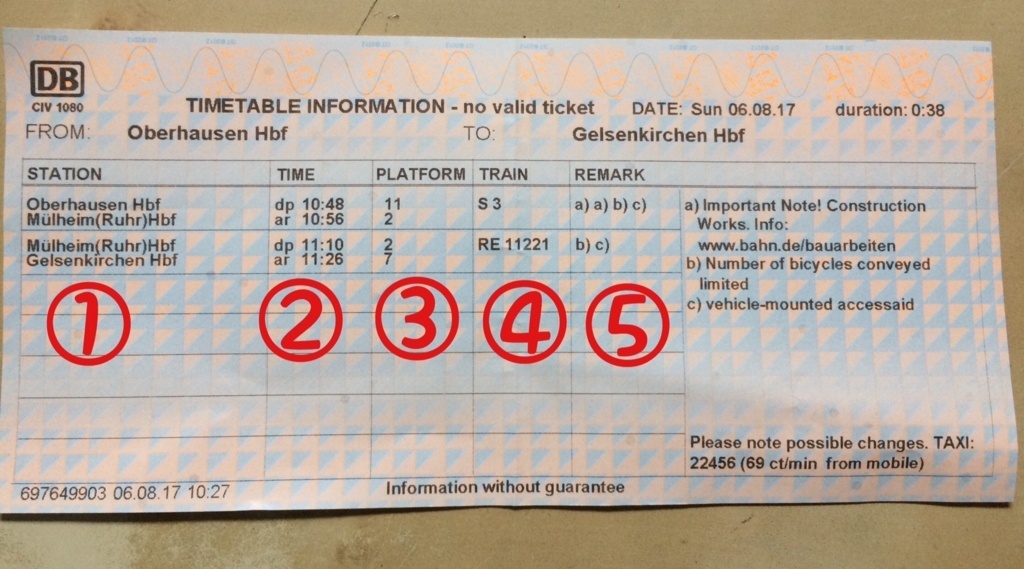 DB
CIV 1080
TIMETABLE INFORMATION - no valid ticket DATE: Sun 06.08.17 duration: 0:38
FROM: Oberhausen Hbf TO: Gelsenkirchen Hbf
STATION TIME PLATFORM TRAIN REMARK
Oberhausen Hbf dp 10:48 11 S 3 a) a) b) c)
Mülheim(Ruhr)Hbf ar 10:56 2
Mülheim(Ruhr)Hbf dp 11:10 2 RE 11221 b) c)
Gelsenkirchen Hbf ar 11:26 7
a) Important Note! Construction
Works. Info:
www.bahn.de/bauarbeiten
b) Number of bicycles conveyed
limited
c) vehicle-mounted accessaid
① ② ③ ④ ⑤
Please note possible changes. TAXI:
22456 (69 ct/min from mobile)
697649903 06.08.17 10:27 Information without guarantee